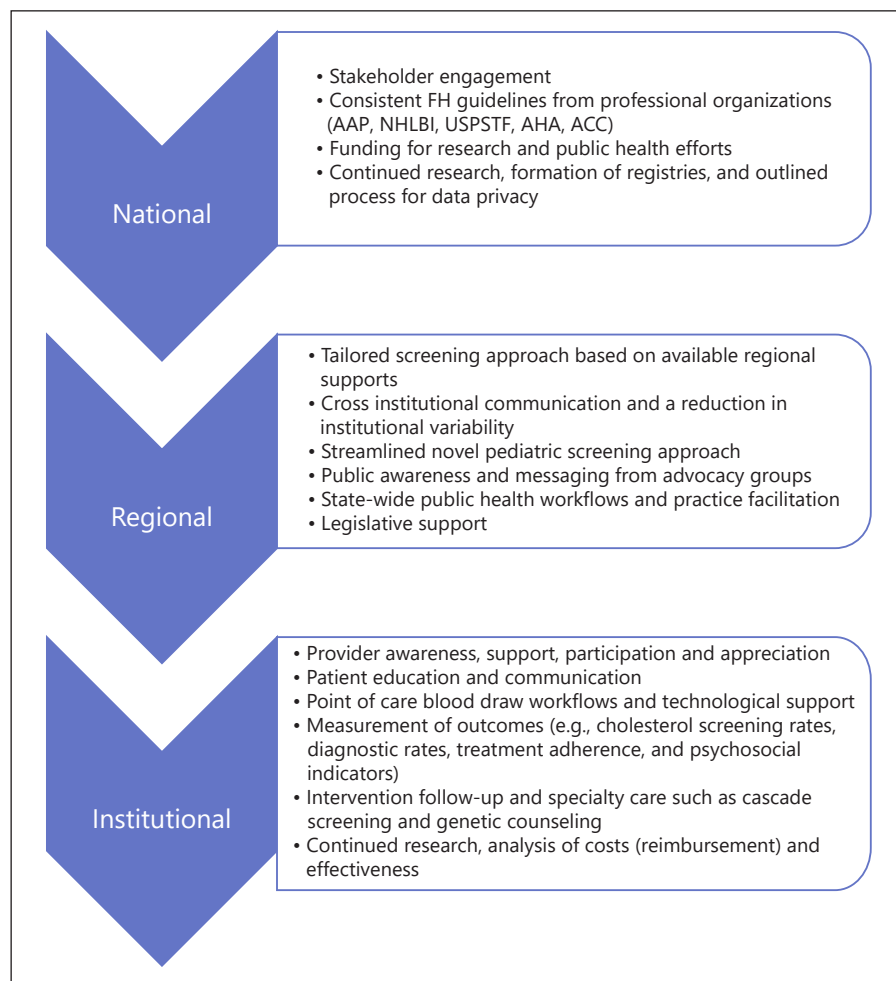 National
• Stakeholder engagement
• Consistent FH guidelines from professional organizations
(AAP, NHLBI, USPSTF, AHA, ACC)
• Funding for research and public health efforts
• Continued research, formation of registries, and outlined
process for data privacy
Regional
• Tailored screening approach based on available regional
supports
• Cross institutional communication and a reduction in
institutional variability
• Streamlined novel pediatric screening approach
• Public awareness and messaging from advocacy groups
• State-wide public health workflows and practice facilitation
• Legislative support
Institutional
• Provider awareness, support, participation and appreciation
• Patient education and communication
• Point of care blood draw workflows and technological support
• Measurement of outcomes (e.g., cholesterol screening rates,
diagnostic rates, treatment adherence, and psychosocial
indicators)
• Intervention follow-up and specialty care such as cascade
screening and genetic counseling
• Continued research, analysis of costs (reimbursement) and
effectiveness